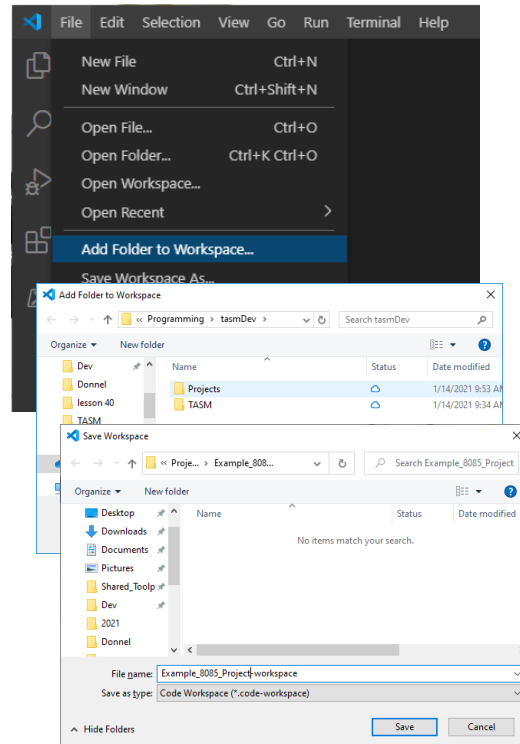 File Edit Selection View Go Run Terminal Help
New File Ctrl+N
New Window Ctrl+Shift+N
Open File... Ctrl+O
Open Folder... Ctrl+K Ctrl+O
Open Workspace...
Open Recent >
Add Folder to Workspace...
Save Workspace As...
Add Folder to Workspace
« Programming > tasmDev > Search tasmDev
Organize New folder
Dev Name Status Date modified
Donnel Projects 1/14/2021 9:53 AM
lesson 40 TASM 1/14/2021 9:34 AM
TASM
Save Workspace
« Proje... > Example_808... Search Example_8085_Project
Organize New folder
Desktop Name Status Date modified
Downloads
Documents No items match your search.
Pictures
Shared_Toolp
Dev
2021
Donnel
File name: Example_8085_Project-workspace
Save as type: Code Workspace (*.code-workspace)
Hide Folders Save Cancel